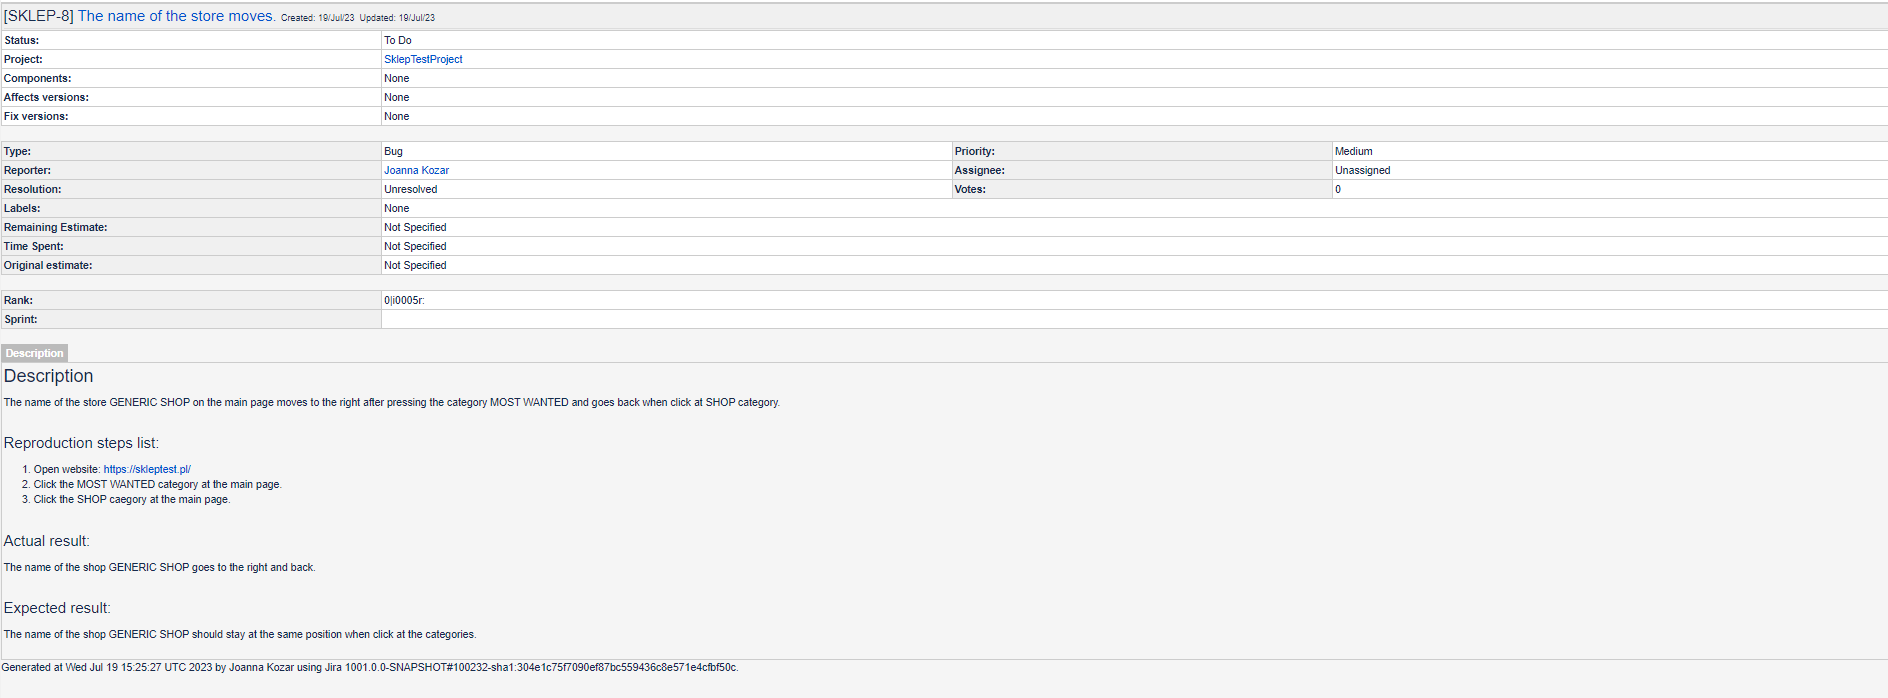 [SKLEP-8] The name of the store moves. Created: 19/Jul/23 Updated: 19/Jul/23
Status: To Do
Project: SklepTestProject
Components: None
Affects versions: None
Fix versions: None
Type: Bug Priority: Medium
Reporter: Joanna Kozar Assignee: Unassigned
Resolution: Unresolved Votes: 0
Labels: None
Remaining Estimate: Not Specified
Time Spent: Not Specified
Original estimate: Not Specified
Rank: 0|i0005r:
Sprint:
Description
Description
The name of the store GENERIC SHOP on the main page moves to the right after pressing the category MOST WANTED and goes back when click at SHOP category.
Reproduction steps list:
1. Open website: https://skleptest.pl/
2. Click the MOST WANTED category at the main page.
3. Click the SHOP caegory at the main page.
Actual result:
The name of the shop GENERIC SHOP goes to the right and back.
Expected result:
The name of the shop GENERIC SHOP should stay at the same position when click at the categories.
Generated at Wed Jul 19 15:25:27 UTC 2023 by Joanna Kozar using Jira 1001.0.0-SNAPSHOT#100232-sha1:304e1c75f7090ef87bc559436c8e571e4cfbf50c.